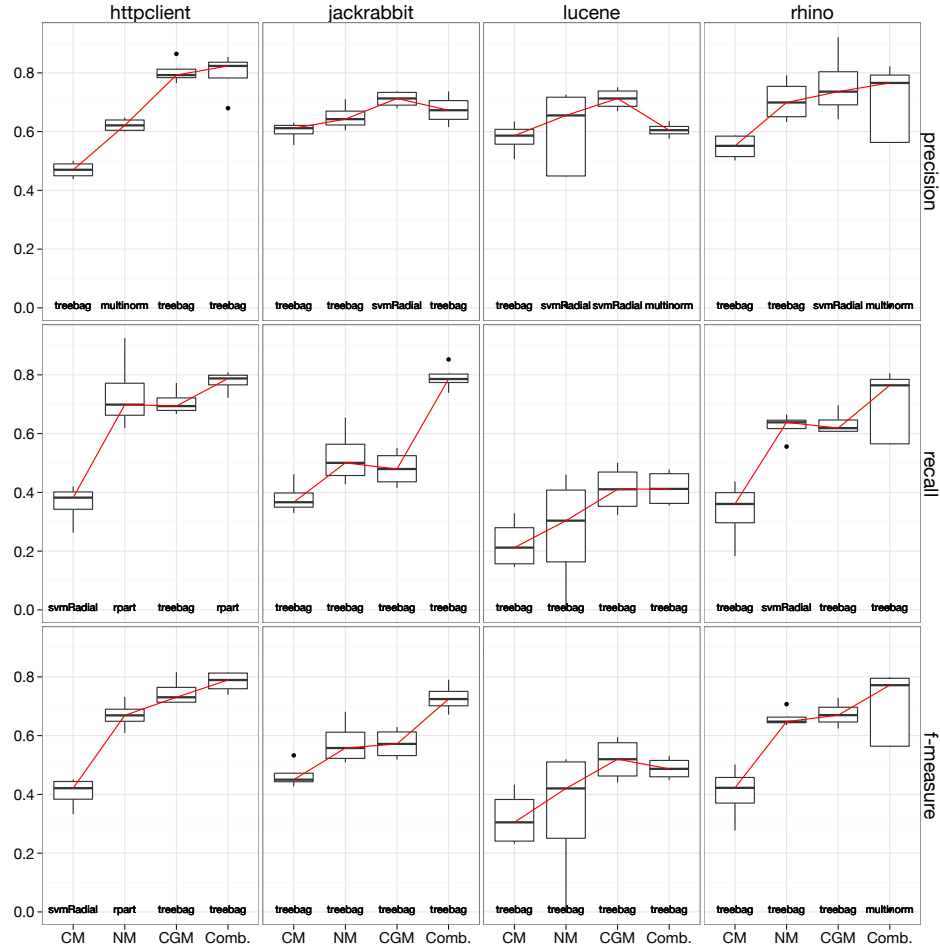 httpclient jackrabbit lucene rhino
0.8
0.6
0.4
0.2
0.0
treebag multinorm treebag treebag treebag treebag svmRadial treebag treebag svmRadial svmRadial multinorm treebag treebag svmRadial multinorm
precision
0.8
0.6
0.4
0.2
0.0
svmRadial rpart treebag rpart treebag treebag treebag treebag treebag treebag treebag treebag treebag svmRadial treebag treebag
recall
0.8
0.6
0.4
0.2
0.0
svmRadial rpart treebag treebag treebag treebag treebag treebag treebag treebag treebag treebag treebag treebag treebag multinorm
f-measure
CM NM CGM Comb. CM NM CGM Comb. CM NM CGM Comb. CM NM CGM Comb.